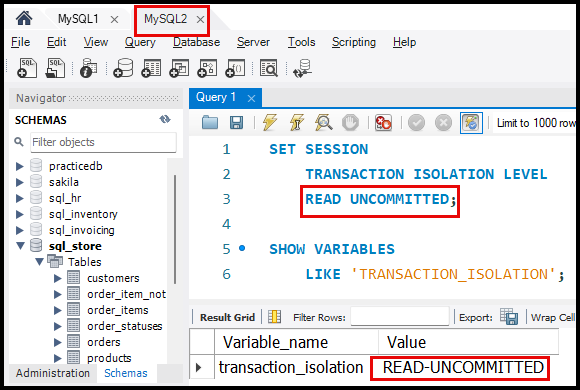 MySQL1 × MySQL2 ×
File Edit View Query Database Server Tools Scripting Help
Navigator
SCHEMAS
Filter objects
practicedb
sakila
sql_hr
sql_inventory
sql_invoicing
sql_store
Tables
customers
order_item_not
order_items
order_statuses
orders
products
Administration Schemas
Query 1 ×
Limit to 1000 row
1 SET SESSION
2 TRANSACTION ISOLATION LEVEL
3 READ UNCOMMITTED;
4
5 SHOW VARIABLES
6 LIKE 'TRANSACTION_ISOLATION';
Result Grid Filter Rows: Export: Wrap Cell
Variable_name Value
transaction_isolation READ-UNCOMMITTED